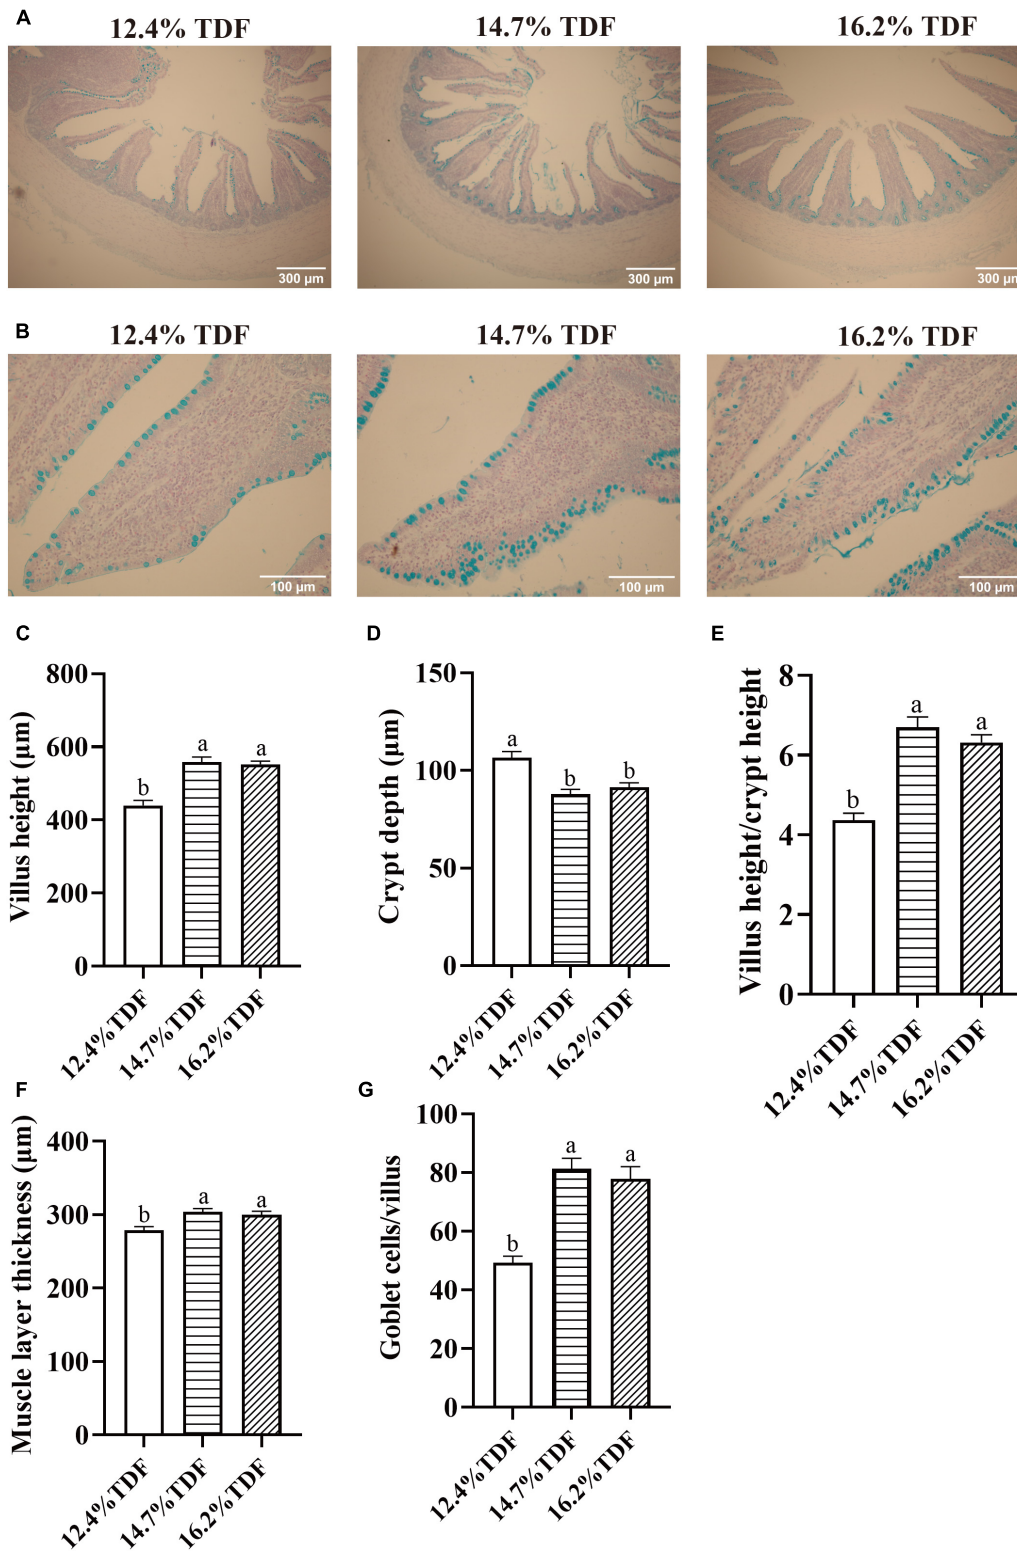 A
12.4% TDF
14.7% TDF
16.2% TDF
300 µm
300 µm
300 µm
B
12.4% TDF
14.7% TDF
16.2% TDF
100 µm
100 µm
100 µm
C
Villus height (µm)
800
600
400
200
0
b
a
a
12.4%TDF
14.7%TDF
16.2%TDF
D
Crypt depth (µm)
150
100
50
0
a
b
b
12.4%TDF
14.7%TDF
16.2%TDF
E
Villus height/crypt height
8
6
4
2
0
b
a
a
12.4%TDF
14.7%TDF
16.2%TDF
F
Muscle layer thickness (µm)
400
300
200
100
0
b
a
a
12.4%TDF
14.7%TDF
16.2%TDF
G
Goblet cells/villus
100
80
60
40
20
0
b
a
a
12.4%TDF
14.7%TDF
16.2%TDF